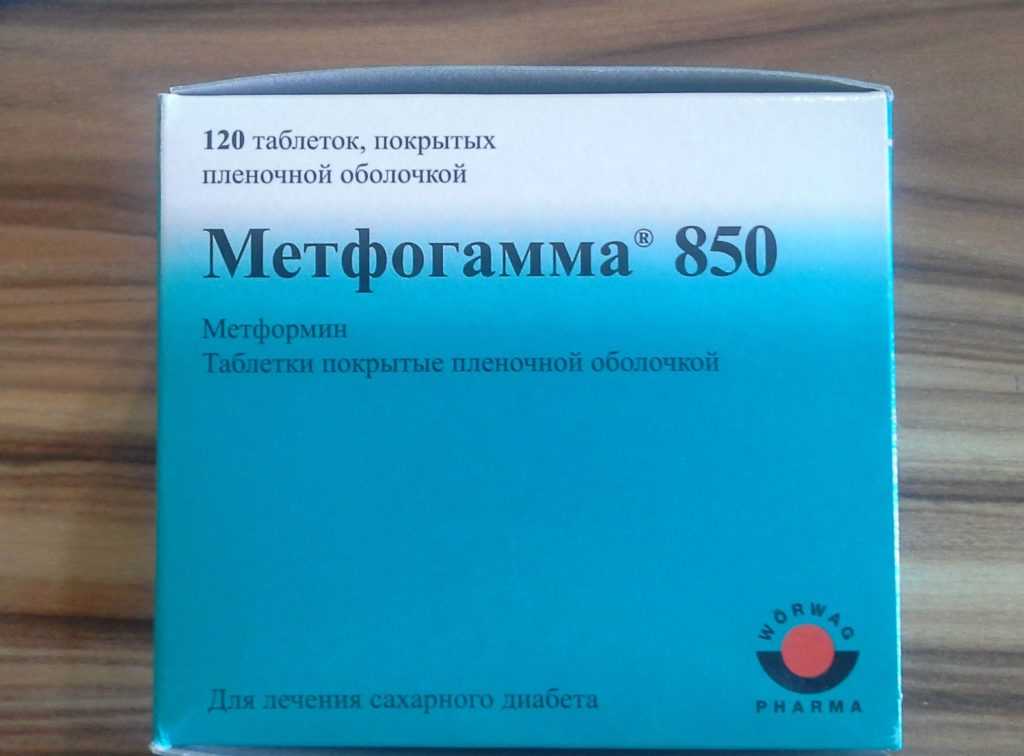 120 таблеток, покрытых
пленочной оболочкой
Метфогамма® 850
Метформин
Таблетки покрытые пленочной оболочкой
WÖRWAG
PHARMA
Для лечения сахарного диабета